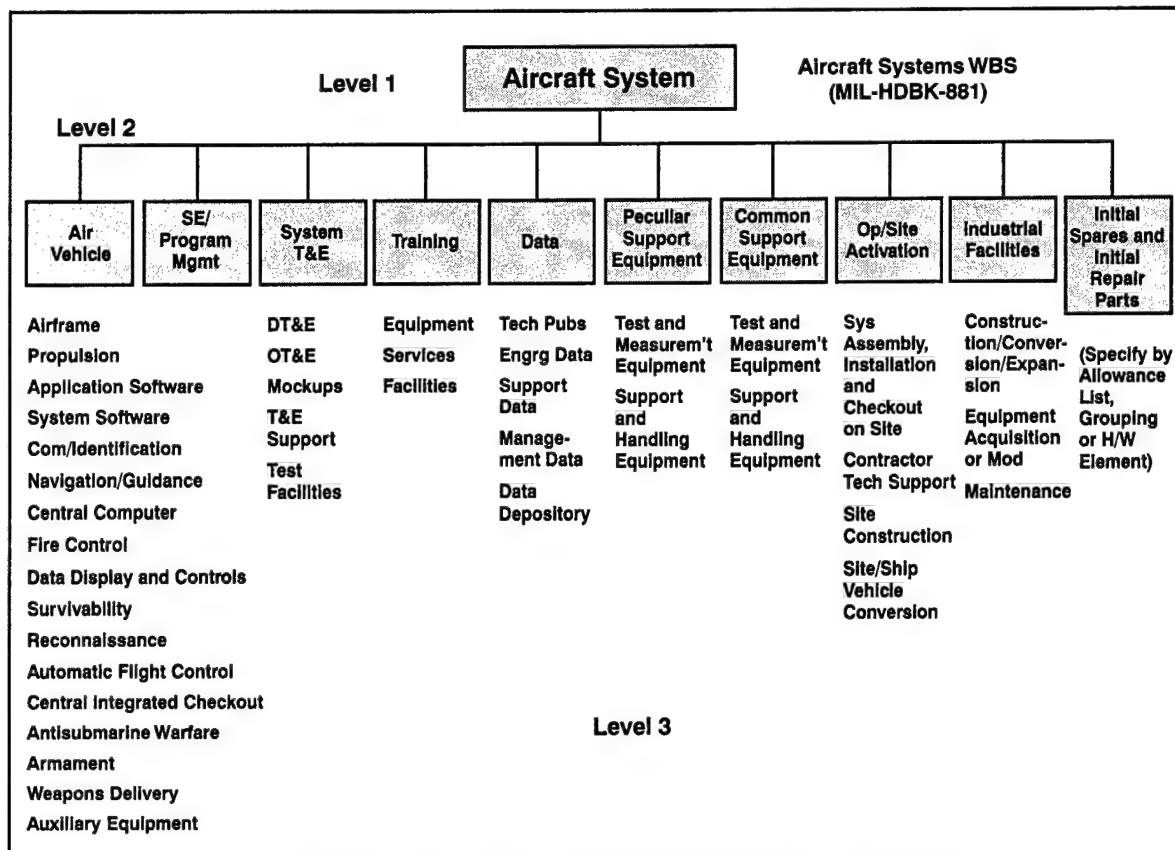 Level 1
Aircraft System
Aircraft Systems WBS
(MIL-HDBK-881)
Level 2
Air
Vehicle
SE/
Program
Mgmt
System
T&E
Training
Data
Peculiar
Support
Equipment
Common
Support
Equipment
Op/Site
Activation
Industrial
Facilities
Initial
Spares and
Initial
Repair
Parts
Airframe
Propulsion
Application Software
System Software
Com/Identification
Navigation/Guidance
Central Computer
Fire Control
Data Display and Controls
Survivability
Reconnaissance
Automatic Flight Control
Central Integrated Checkout
Antisubmarine Warfare
Armament
Weapons Delivery
Auxiliary Equipment
DT&E
OT&E
Mockups
T&E
Support
Test
Facilities
Equipment
Services
Facilities
Tech Pubs
Engrg Data
Support
Data
Manage-
ment Data
Data
Depository
Test and
Measurem't
Equipment
Support
and
Handling
Equipment
Test and
Measurem't
Equipment
Support
and
Handling
Equipment
Sys
Assembly,
Installation
and
Checkout
on Site
Contractor
Tech Support
Site
Construction
Site/Ship
Vehicle
Conversion
Construc-
tion/Conver-
sion/Expan-
sion
Equipment
Acquisition
or Mod
Maintenance
(Specify by
Allowance
List,
Grouping
or H/W
Element)
Level 3